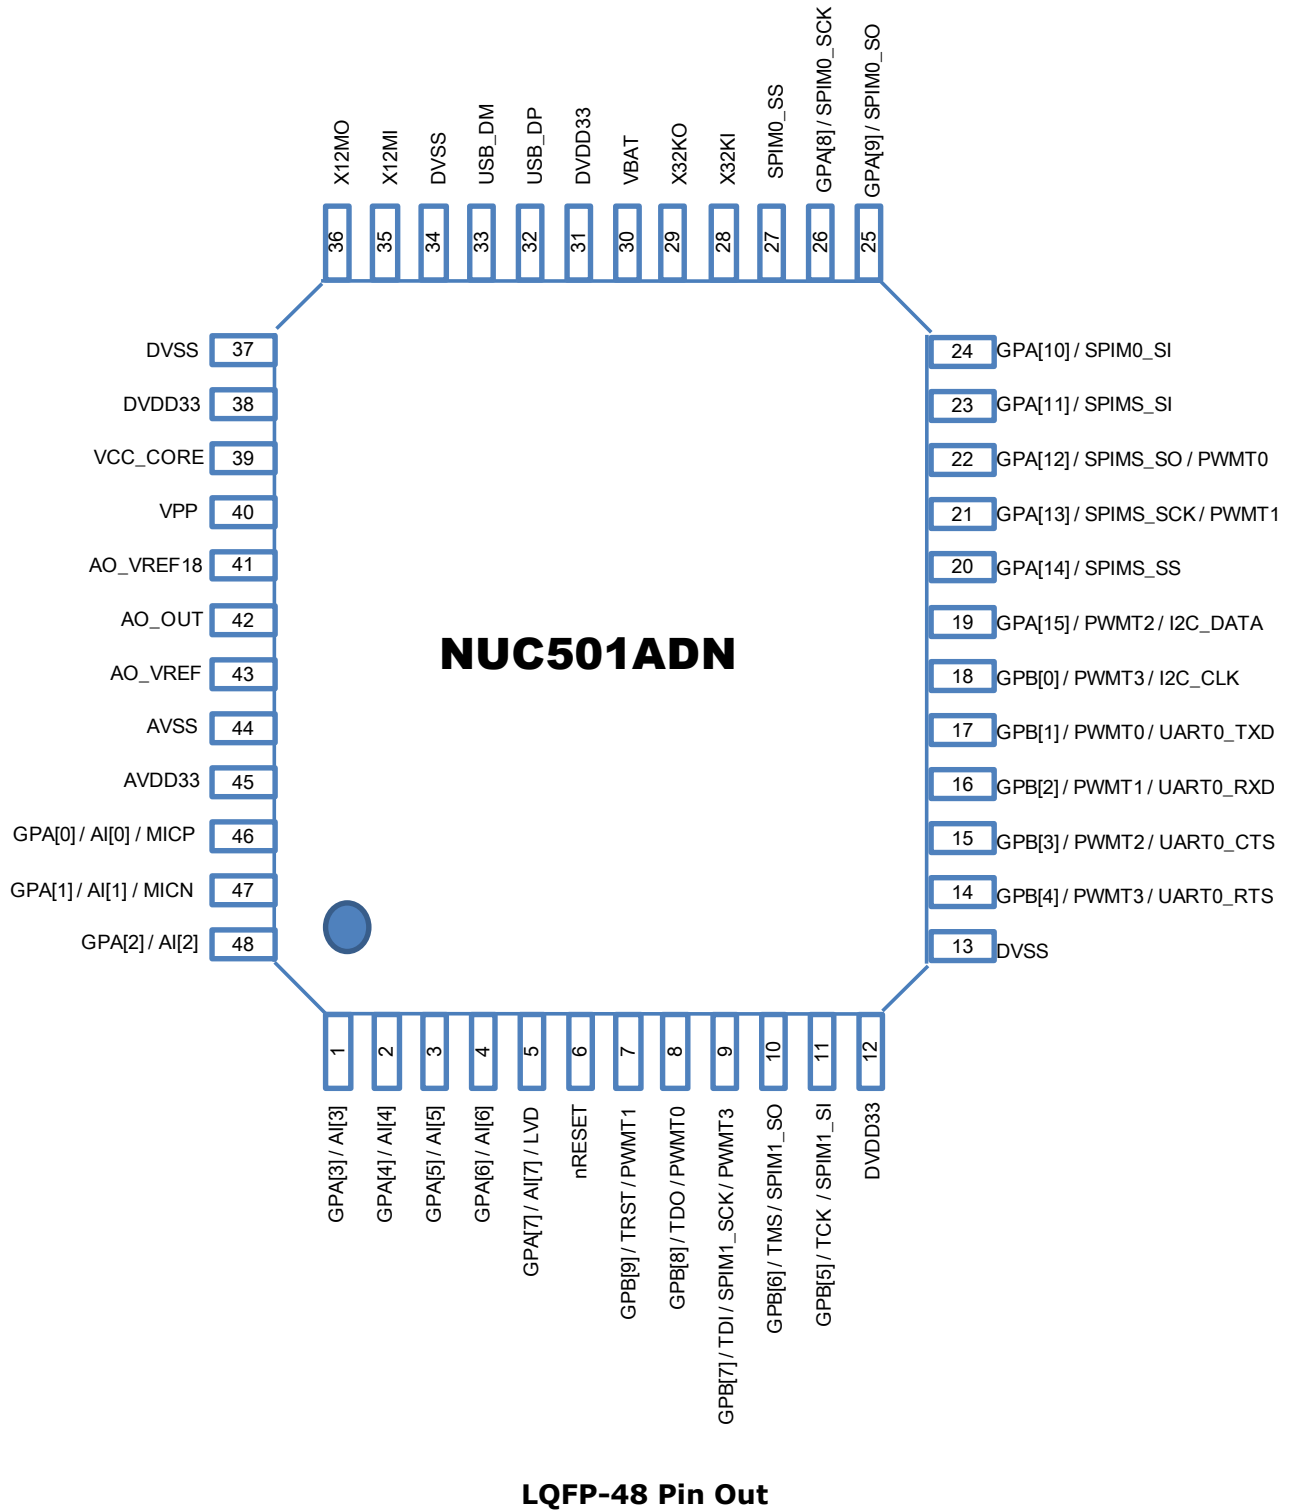 X12MO
X12MI
DVSS
USB_DM
USB_DP
DVDD33
VBAT
X32KO
X32KI
SPIM0_SS
GPA[8] / SPIM0_SCK
GPA[9] / SPIM0_SO
36
35
34
33
32
31
30
29
28
27
26
25
DVSS 37
DVDD33 38
VCC_CORE 39
VPP 40
AO_VREF18 41
AO_OUT 42
AO_VREF 43
AVSS 44
AVDD33 45
GPA[0] / AI[0] / MICP 46
GPA[1] / AI[1] / MICN 47
GPA[2] / AI[2] 48
NUC501ADN
24 GPA[10] / SPIM0_SI
23 GPA[11] / SPIMS_SI
22 GPA[12] / SPIMS_SO / PWMT0
21 GPA[13] / SPIMS_SCK / PWMT1
20 GPA[14] / SPIMS_SS
19 GPA[15] / PWMT2 / I2C_DATA
18 GPB[0] / PWMT3 / I2C_CLK
17 GPB[1] / PWMT0 / UART0_TXD
16 GPB[2] / PWMT1 / UART0_RXD
15 GPB[3] / PWMT2 / UART0_CTS
14 GPB[4] / PWMT3 / UART0_RTS
13 DVSS
1
2
3
4
5
6
7
8
9
10
11
12
GPA[3] / AI[3]
GPA[4] / AI[4]
GPA[5] / AI[5]
GPA[6] / AI[6]
GPA[7] / AI[7] / LVD
nRESET
GPB[9] / TRST / PWMT1
GPB[8] / TDO / PWMT0
GPB[7] / TDI / SPIM1_SCK / PWMT3
GPB[6] / TMS / SPIM1_SO
GPB[5] / TCK / SPIM1_SI
DVDD33
LQFP-48 Pin Out